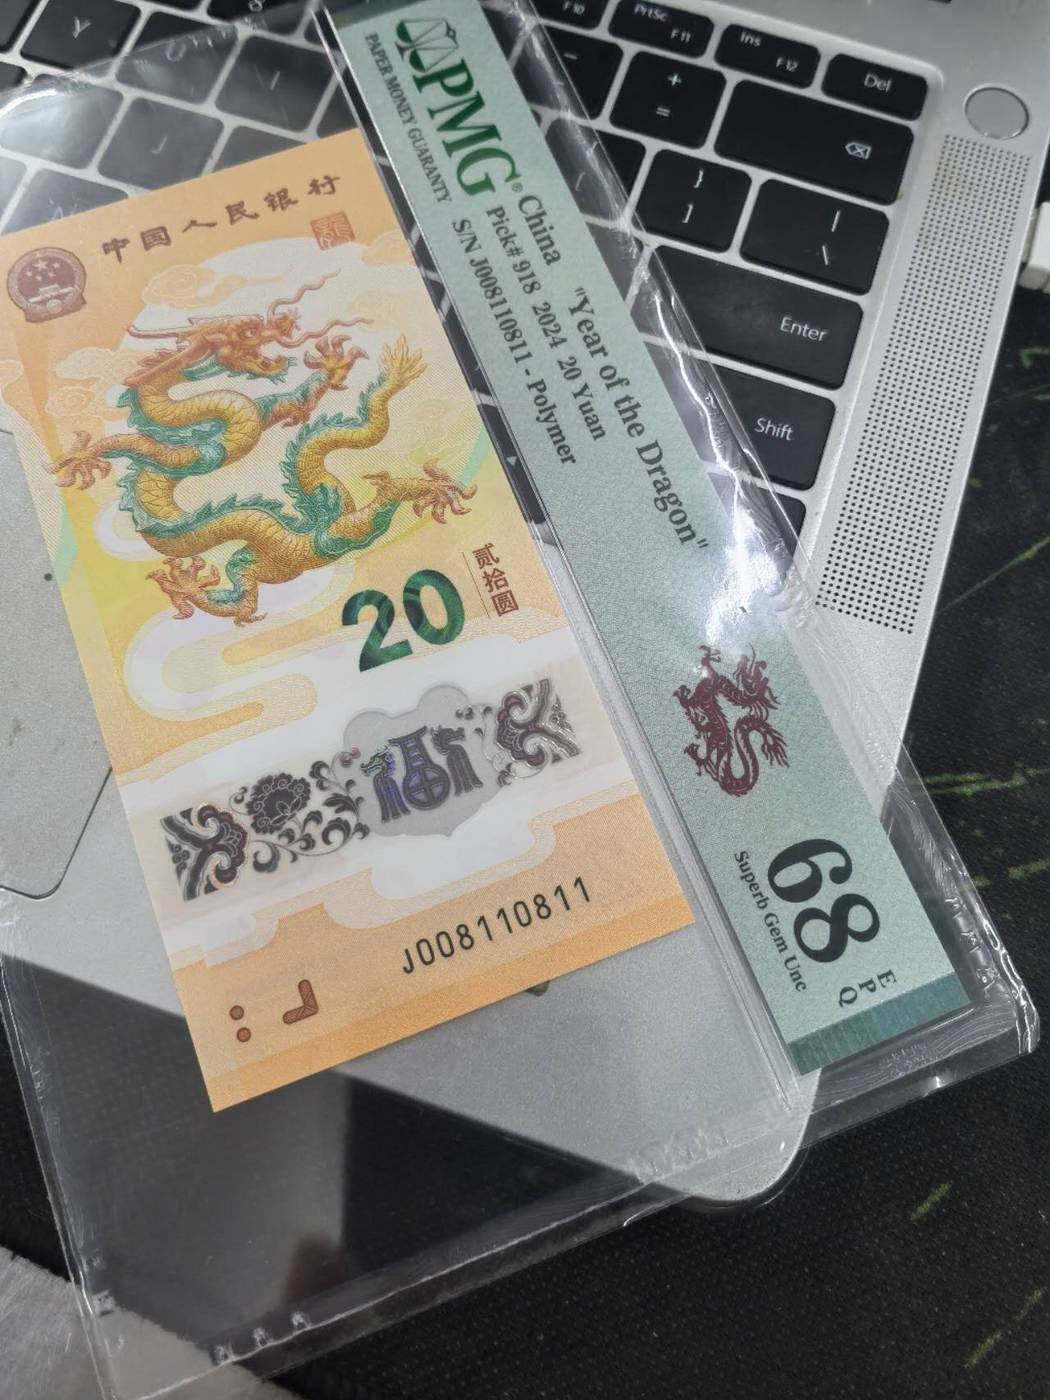 中国人民银行
20
贰拾圆
J008110811
PMG®
PAPER MONEY GUARANTY
China
"Year of the Dragon"
Pick# 918 2024 20 Yuan
S/N J008110811 - Polymer
68
EPQ
Superb Gem Unc
Y
F10
PrtSc
F11
Ins
F12
Del
+
=
}
]
|
\
Enter
Shift